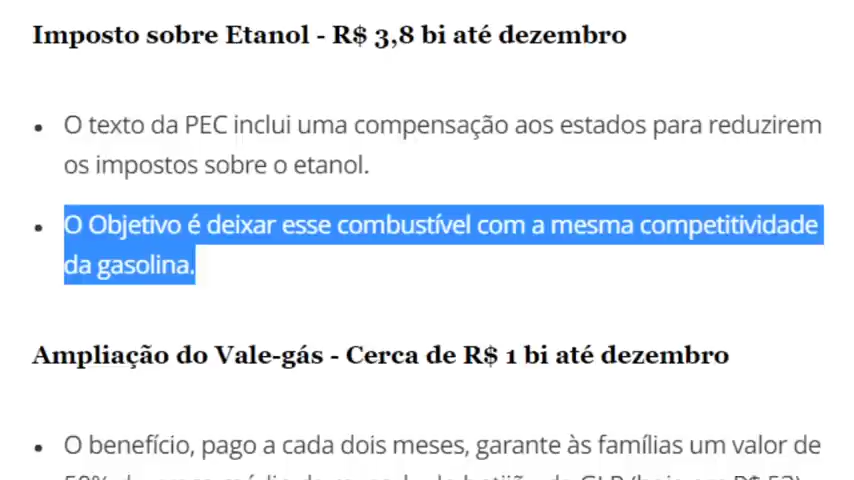 Imposto sobre Etanol - R$ 3,8 bi até dezembro
• O texto da PEC inclui uma compensação aos estados para reduzirem
os impostos sobre o etanol.
• O Objetivo é deixar esse combustível com a mesma competitividade
da gasolina.
Ampliação do Vale-gás - Cerca de R$ 1 bi até dezembro
• O benefício, pago a cada dois meses, garante às famílias um valor de